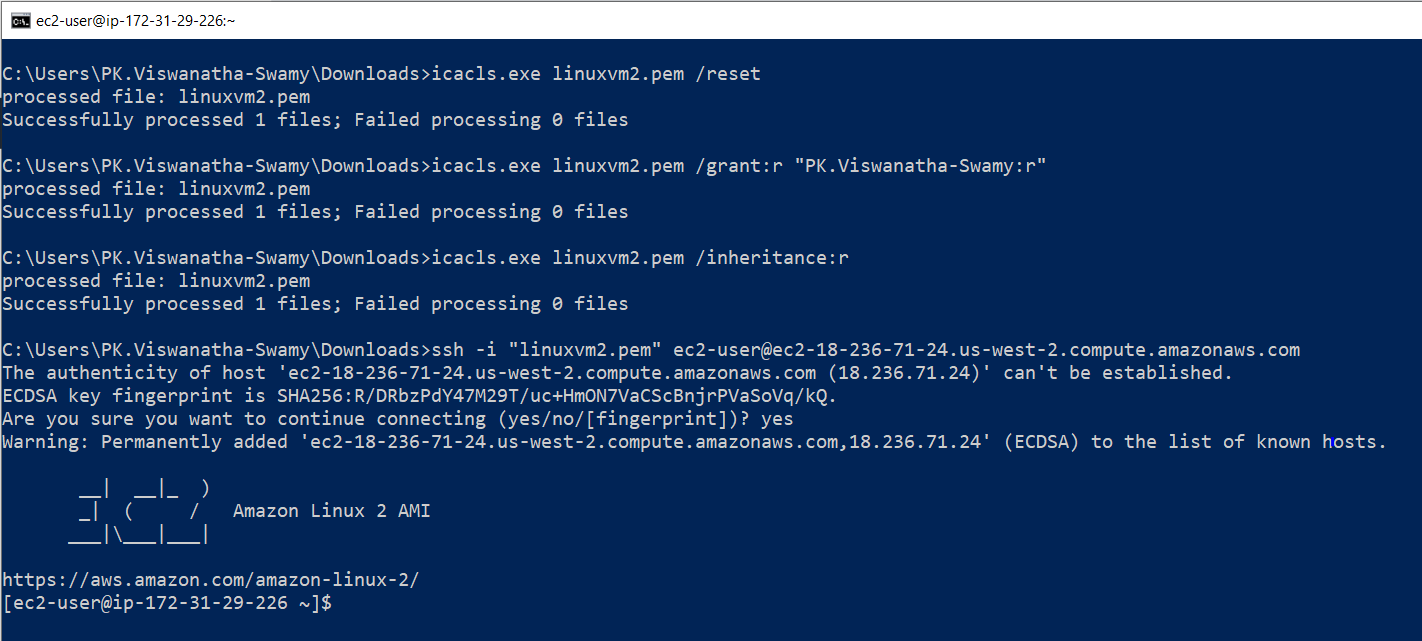 ec2-user@ip-172-31-29-226:~
C:\Users\PK.Viswanatha-Swamy\Downloads>icacls.exe linuxvm2.pem /reset
processed file: linuxvm2.pem
Successfully processed 1 files; Failed processing 0 files
C:\Users\PK.Viswanatha-Swamy\Downloads>icacls.exe linuxvm2.pem /grant:r "PK.Viswanatha-Swamy:r"
processed file: linuxvm2.pem
Successfully processed 1 files; Failed processing 0 files
C:\Users\PK.Viswanatha-Swamy\Downloads>icacls.exe linuxvm2.pem /inheritance:r
processed file: linuxvm2.pem
Successfully processed 1 files; Failed processing 0 files
C:\Users\PK.Viswanatha-Swamy\Downloads>ssh -i "linuxvm2.pem" ec2-user@ec2-18-236-71-24.us-west-2.compute.amazonaws.com
The authenticity of host 'ec2-18-236-71-24.us-west-2.compute.amazonaws.com (18.236.71.24)' can't be established.
ECDSA key fingerprint is SHA256:R/DRbzPdY47M29T/uc+HmON7VaCScBnjrPVaSoVq/kQ.
Are you sure you want to continue connecting (yes/no/[fingerprint])? yes
Warning: Permanently added 'ec2-18-236-71-24.us-west-2.compute.amazonaws.com,18.236.71.24' (ECDSA) to the list of known hosts.
       __|  __|_  )
       _|  (     /   Amazon Linux 2 AMI
      ___|\___|___|
https://aws.amazon.com/amazon-linux-2/
[ec2-user@ip-172-31-29-226 ~]$